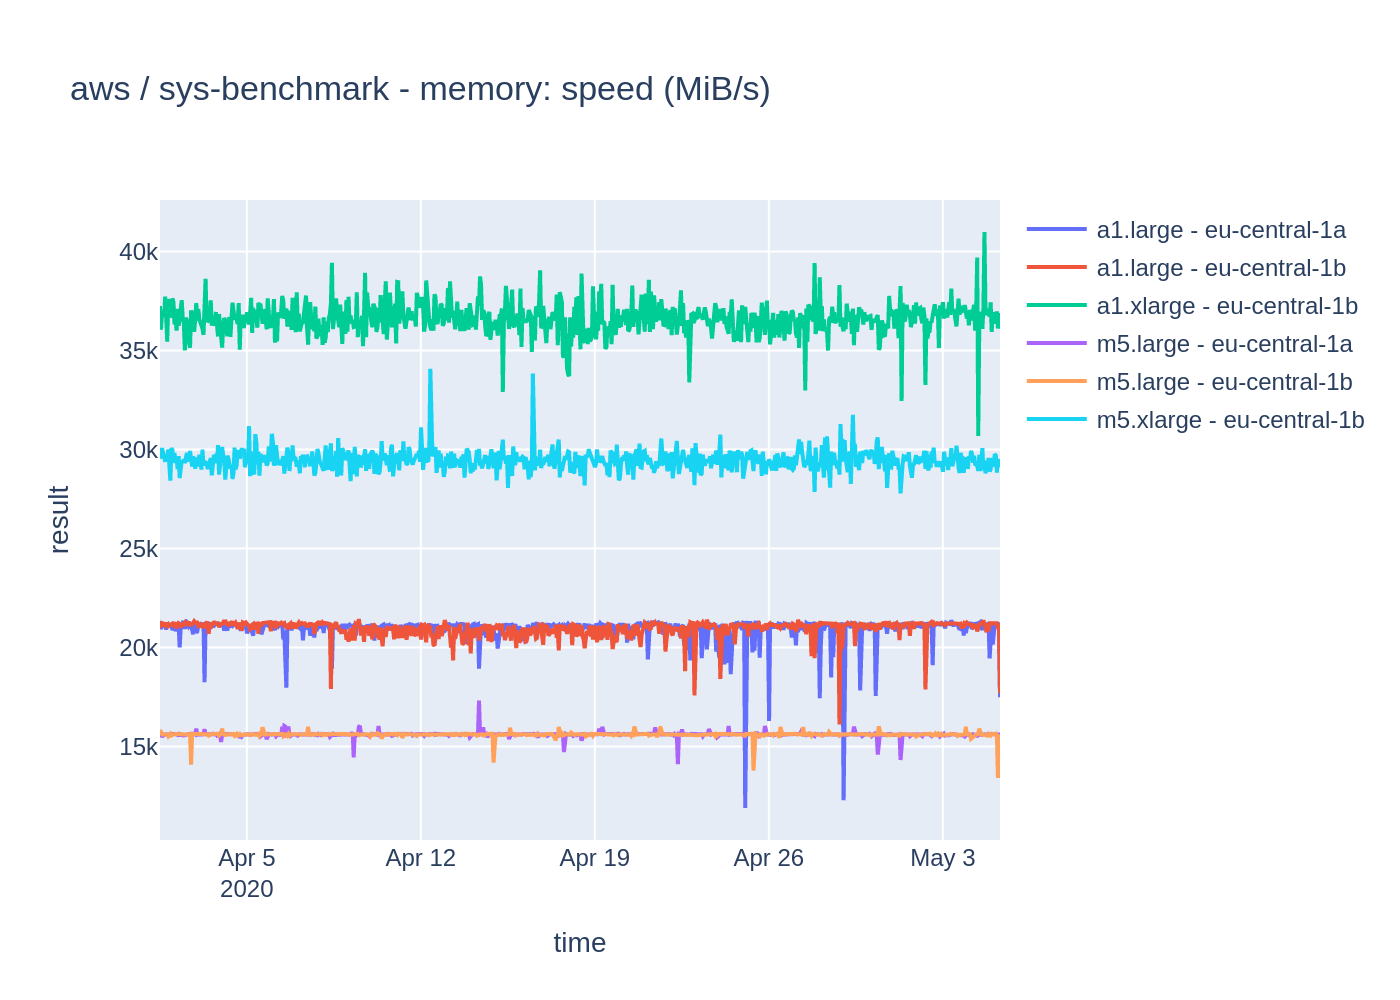 aws / sys-benchmark - memory: speed (MiB/s)
a1.large - eu-central-1a
a1.large - eu-central-1b
a1.xlarge - eu-central-1b
m5.large - eu-central-1a
m5.large - eu-central-1b
m5.xlarge - eu-central-1b
40k
35k
30k
25k
20k
15k
result
Apr 5 Apr 12 Apr 19 Apr 26 May 3
2020
time